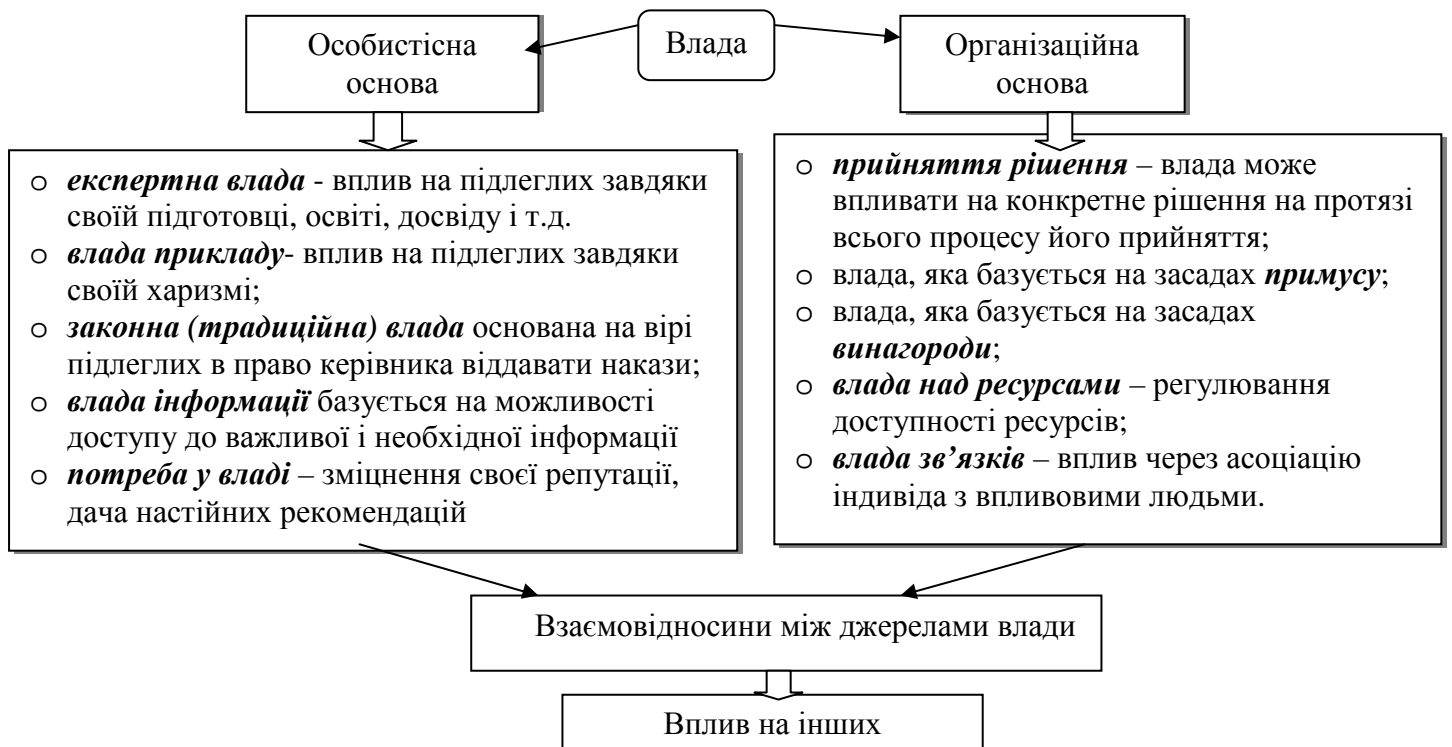 Особистісна
основа
Влада
Організаційна
основа
o експертна влада - вплив на підлеглих завдяки
своїй підготовці, освіті, досвіду і т.д.
o влада прикладу- вплив на підлеглих завдяки
своїй харизмі;
o законна (традиційна) влада основана на вірі
підлеглих в право керівника віддавати накази;
o влада інформації базується на можливості
доступу до важливої і необхідної інформації
o потреба у владі – зміцнення своєї репутації,
дача настійних рекомендацій
o прийняття рішення – влада може
впливати на конкретне рішення на протязі
всього процесу його прийняття;
o влада, яка базується на засадах примусу;
o влада, яка базується на засадах
винагороди;
o влада над ресурсами – регулювання
доступності ресурсів;
o влада зв’язків – вплив через асоціацію
індивіда з впливовими людьми.
Взаємовідносини між джерелами влади
Вплив на інших